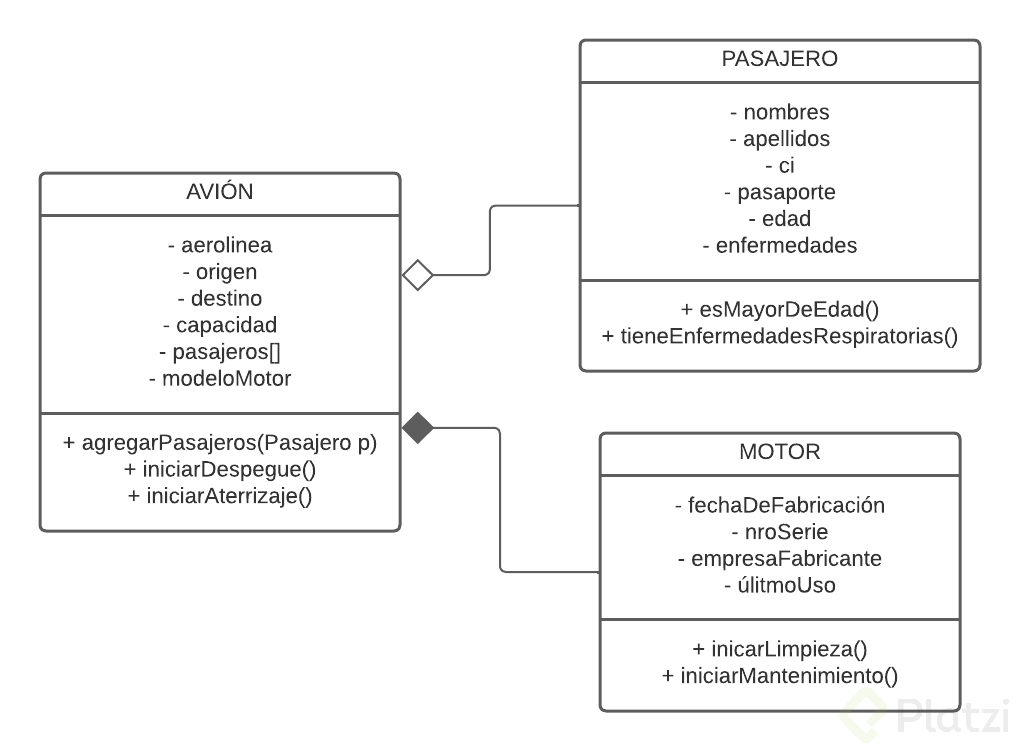 AVIÓN
- aerolinea
- origen
- destino
- capacidad
- pasajeros[]
- modeloMotor
+ agregarPasajeros(Pasajero p)
+ iniciarDespegue()
+ iniciarAterrizaje()
PASAJERO
- nombres
- apellidos
- ci
- pasaporte
- edad
- enfermedades
+ esMayorDeEdad()
+ tieneEnfermedadesRespiratorias()
MOTOR
- fechaDeFabricación
- nroSerie
- empresaFabricante
- úlitmoUso
+ inicarLimpieza()
+ iniciarMantenimiento()
Platzi